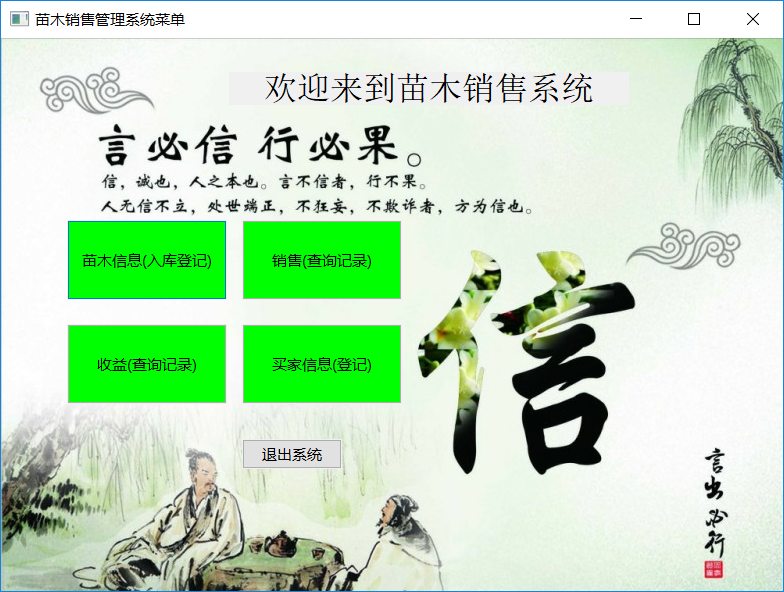 苗木销售管理系统菜单
欢迎来到苗木销售系统
言必信 行必果。
信，诚也，人之本也。言不信者，行不果。
人无信不立，处世端正，不狂妄，不欺诈者，方为信也。
苗木信息(入库登记)
销售(查询记录)
信
收益(查询记录)
买家信息(登记)
退出系统
言出必行